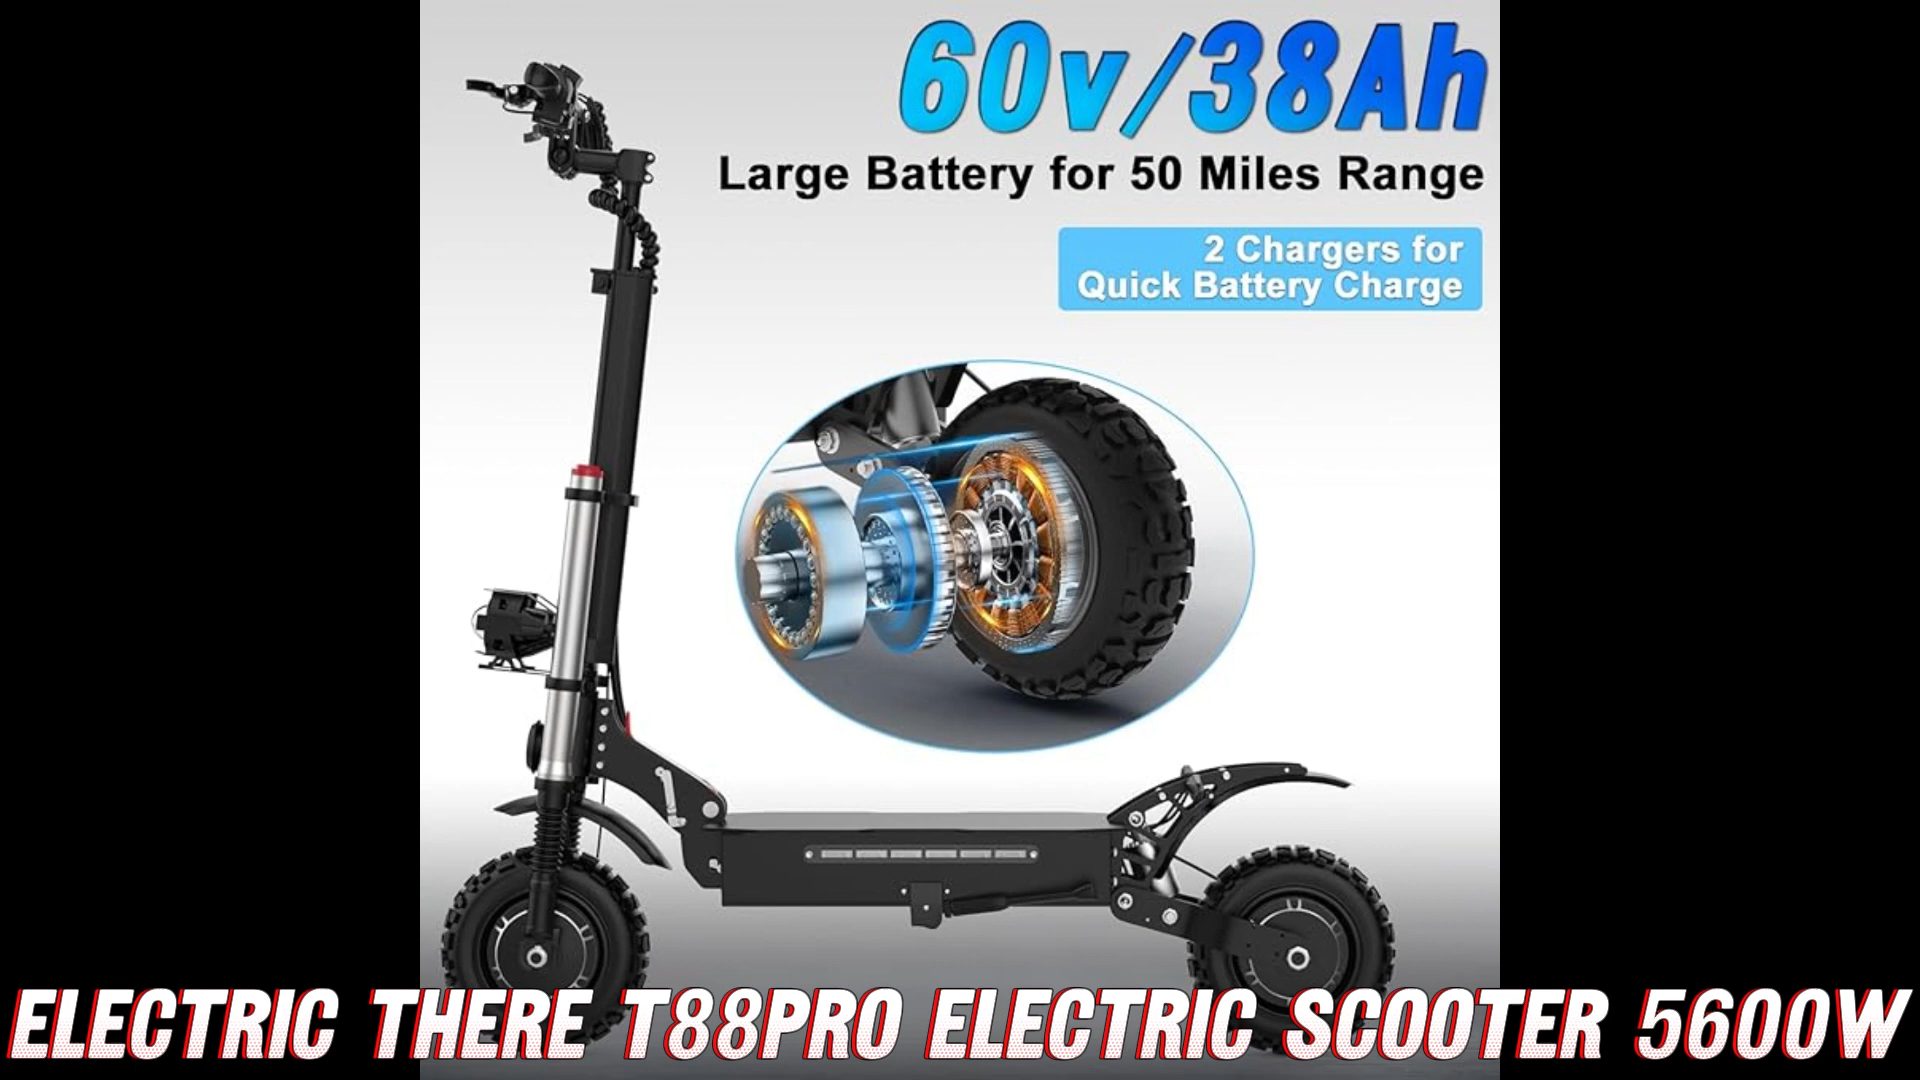 60v/38Ah
Large Battery for 50 Miles Range
2 Chargers for
Quick Battery Charge
ELECTRIC THERE T88PRO ELECTRIC SCOOTER 5600W